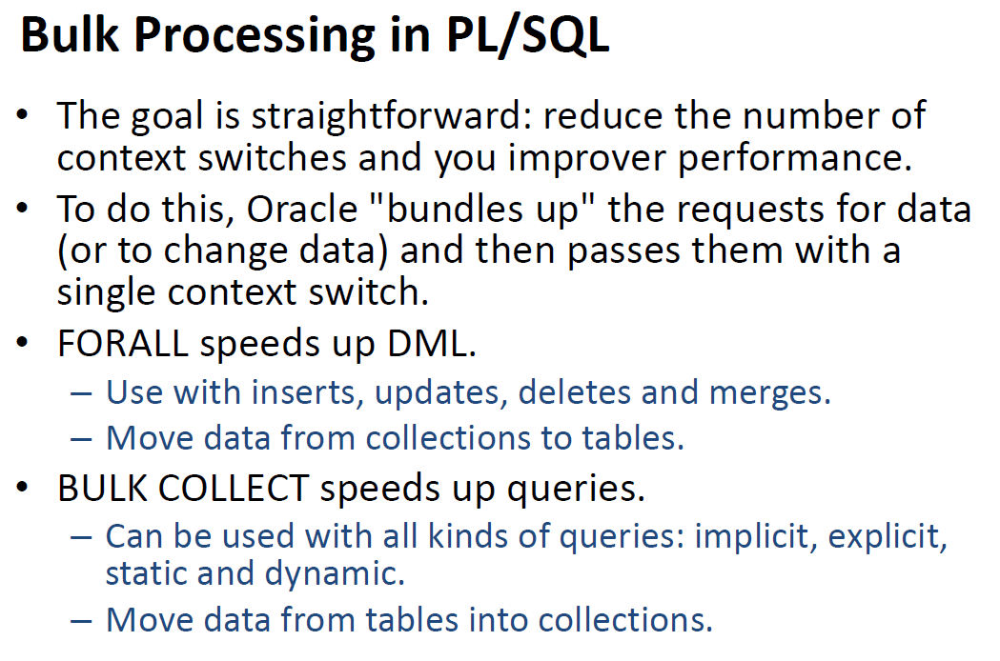 Bulk Processing in PL/SQL
• The goal is straightforward: reduce the number of
context switches and you improver performance.
• To do this, Oracle "bundles up" the requests for data
(or to change data) and then passes them with a
single context switch.
• FORALL speeds up DML.
– Use with inserts, updates, deletes and merges.
– Move data from collections to tables.
• BULK COLLECT speeds up queries.
– Can be used with all kinds of queries: implicit, explicit,
static and dynamic.
– Move data from tables into collections.